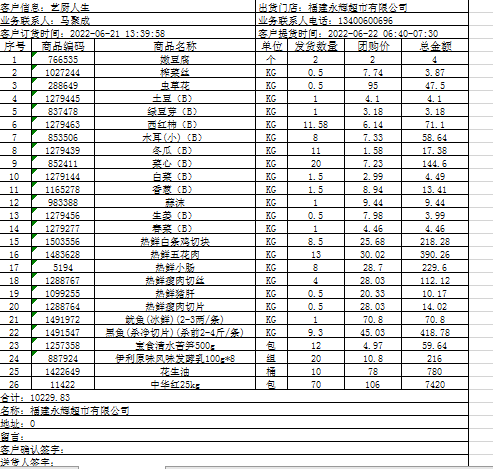 客户信息：艺厨人生 出货门店：福建永辉超市有限公司
业务联系人：马聚成 业务联系人电话：13400600696
客户订货时间：2022-06-21 13:39:58 客户提货时间：2022-06-22 06:40-07:30
序号 商品编码 商品名称 单位 发货数量 团购价 总金额
1 766535 嫩豆腐 个 2 2 4
2 1027244 榨菜丝 KG 0.5 7.74 3.87
3 288649 虫草花 KG 0.5 95 47.5
4 1279445 土豆（B） KG 1 4.1 4.1
5 837478 绿豆芽（B） KG 1 3.18 3.18
6 1279463 西红柿（B） KG 11.58 6.14 71.1
7 853506 水耳(小)（B） KG 8 7.33 58.64
8 1279439 冬瓜（B） KG 11 1.58 17.38
9 852411 菜心（B） KG 20 7.23 144.6
10 1279144 白菜（B） KG 1.5 2.99 4.49
11 1165278 香葱（B） KG 1.5 8.94 13.41
12 983388 蒜沫 KG 1 9.44 9.44
13 1279456 生姜（B） KG 0.5 7.98 3.99
14 1279277 春菜（B） KG 1 4.46 4.46
15 1503556 热鲜白条鸡切块 KG 8.5 25.68 218.28
16 1483628 热鲜五花肉 KG 13 30.02 390.26
17 5194 热鲜小肠 KG 8 28.7 229.6
18 1288767 热鲜瘦肉切丝 KG 4 28.03 112.12
19 1099255 热鲜猪肝 KG 0.5 20.33 10.17
20 1288764 热鲜瘦肉切片 KG 0.5 28.03 14.02
21 1491972 鱿鱼(冰鲜)(2-3两/条) KG 1 70.8 70.8
22 1491547 黑鱼(杀净切片)(杀前2-4斤/条) KG 9.3 45.03 418.78
23 1257358 宝食清水苦笋500g 包 12 4.97 59.64
24 887924 伊利原味风味发酵乳100g*8 组 20 10.8 216
25 1422649 花生油 桶 10 78 780
26 11422 中华红25kg 包 70 106 7420
合计：10229.83
名称：福建永辉超市有限公司
地址：0
留言：
客户确认签字：
送货人签字：